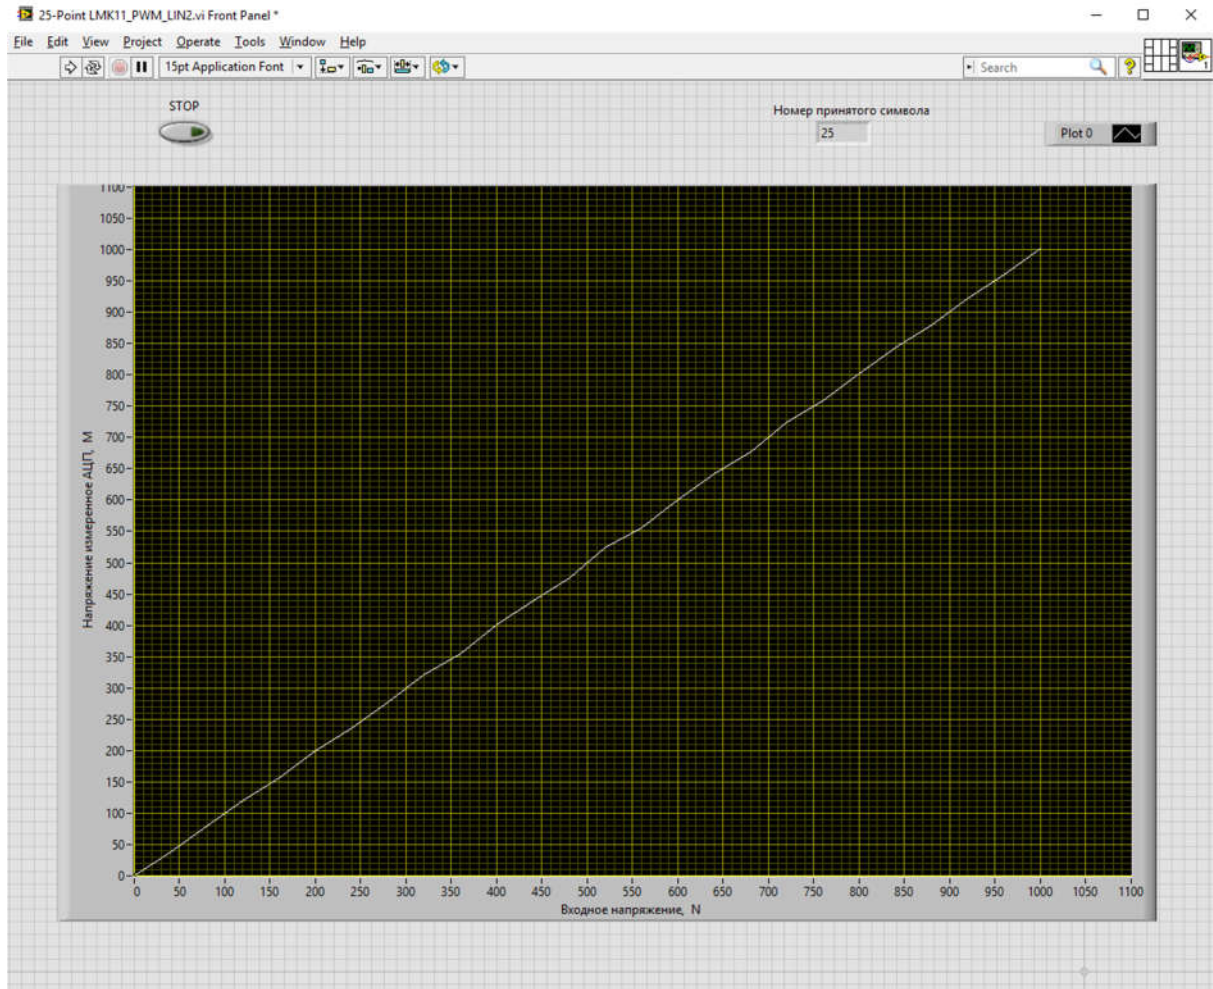 25-Point LMK11_PWM_LIN2.vi Front Panel *
File Edit View Project Operate Tools Window Help
15pt Application Font
Search
1
STOP
Номер принятого символа
25
Plot 0
1100
1050
1000
950
900
850
800
750
700
650
600
550
500
450
400
350
300
250
200
150
100
50
0
Напряжение измеренное АЦП, М
0 50 100 150 200 250 300 350 400 450 500 550 600 650 700 750 800 850 900 950 1000 1050 1100
Входное напряжение, N